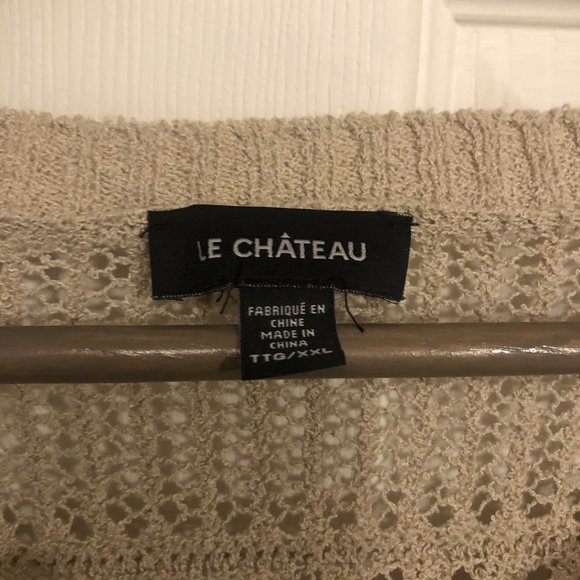 LE CHÂTEAU
FABRIQUÉ EN
CHINE
MADE IN
CHINA
TTG/XXL